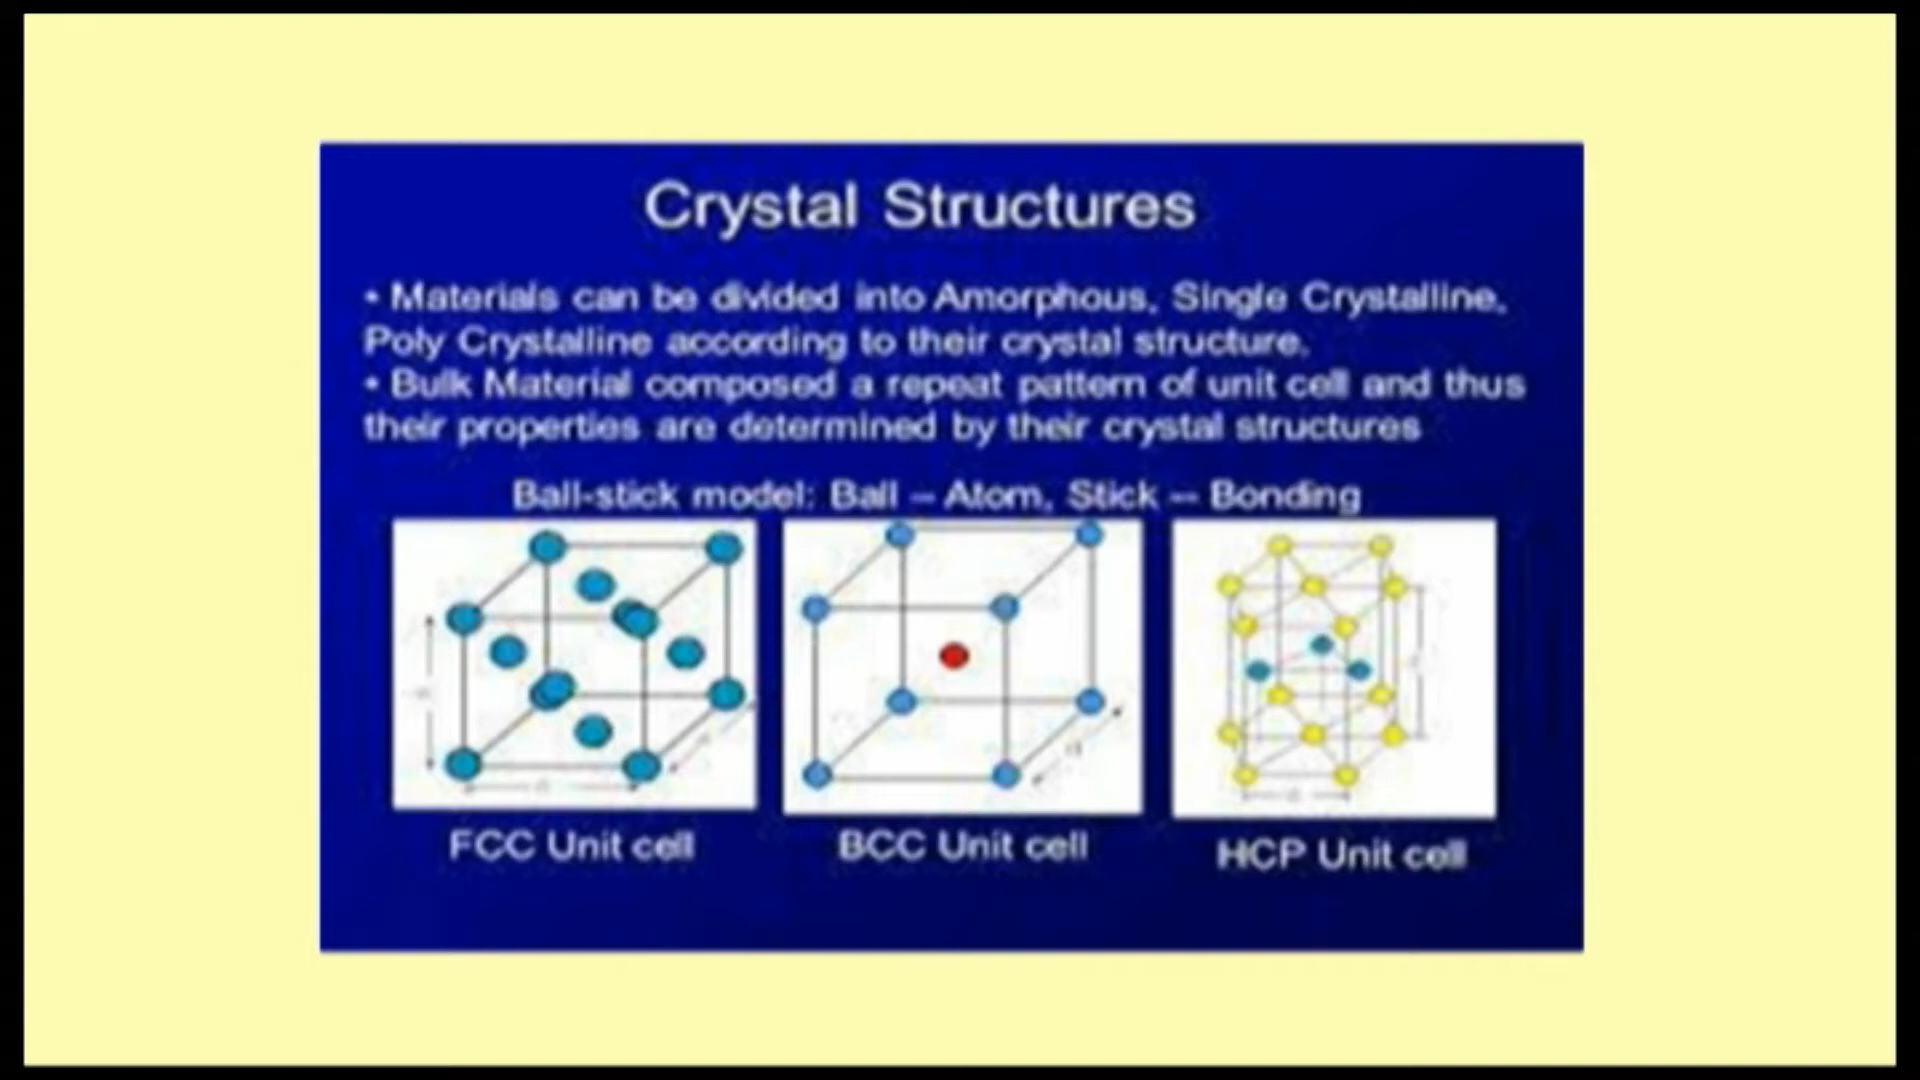 Crystal Structures
• Materials can be divided into Amorphous, Single Crystalline,
Poly Crystalline according to their crystal structure.
• Bulk Material composed a repeat pattern of unit cell and thus
their properties are determined by their crystal structures
Ball-stick model: Ball – Atom, Stick -- Bonding
FCC Unit cell
BCC Unit cell
HCP Unit cell